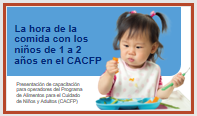 La hora de la
comida con los
niños de 1 a 2
años en el CACFP
Presentación de capacitación
para operadores del Programa
de Alimentos para el Cuidado
de Niños y Adultos (CACFP)